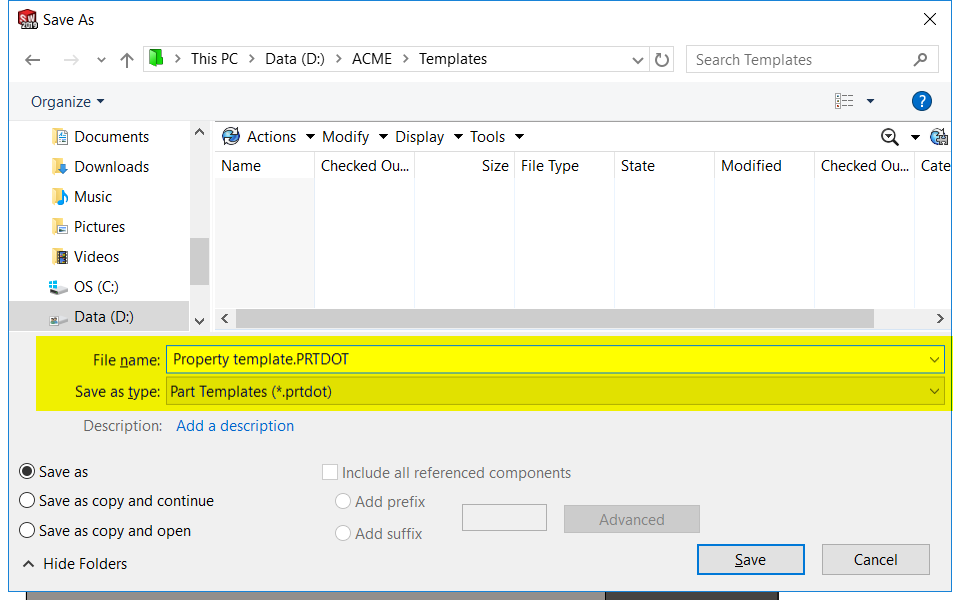 SW 2019 Save As
This PC > Data (D:) > ACME > Templates Search Templates
Organize ?
Documents
Downloads
Music
Pictures
Videos
OS (C:)
Data (D:)
Actions Modify Display Tools
Name Checked Ou... Size File Type State Modified Checked Ou... Cate
File name: Property template.PRTDOT
Save as type: Part Templates (*.prtdot)
Description: Add a description
Save as
Save as copy and continue
Save as copy and open
Include all referenced components
Add prefix
Add suffix
Advanced
Hide Folders
Save Cancel